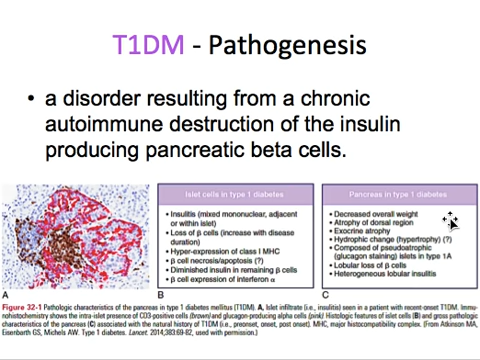 T1DM - Pathogenesis
• a disorder resulting from a chronic
autoimmune destruction of the insulin
producing pancreatic beta cells.
A
Islet cells in type 1 diabetes
• Insulitis (mixed mononuclear, adjacent
or within islet)
• Loss of β cells (increase with disease
duration)
• Hyper-expression of class I MHC
• β cell necrosis/apoptosis (?)
• Diminished insulin in remaining β cells
• β cell expression of interferon α
B
Pancreas in type 1 diabetes
• Decreased overall weight
• Atrophy of dorsal region
• Exocrine atrophy
• Hydrophic change (hypertrophy) (?)
• Composed of pseudoatrophic
(glucagon staining) islets in type 1A
• Lobular loss of β cells
• Heterogeneous lobular insulitis
C
Figure 32-1 Pathologic characteristics of the pancreas in type 1 diabetes mellitus (T1DM). A, Islet infiltrate (i.e., insulitis) seen in a patient with recent-onset T1DM. Immu-
nohistochemistry shows the intra-islet presence of CD3-positive cells (brown) and glucagon-producing alpha cells (pink). Histologic features of islet cells (B) and gross pathologic
characteristics of the pancreas (C) associated with the natural history of T1DM (i.e., preonset, onset, post onset). MHC, major histocompatibility complex. (From Atkinson MA,
Eisenbarth GS, Michels AW. Type 1 diabetes. Lancet. 2014;383:69-82, used with permission.)